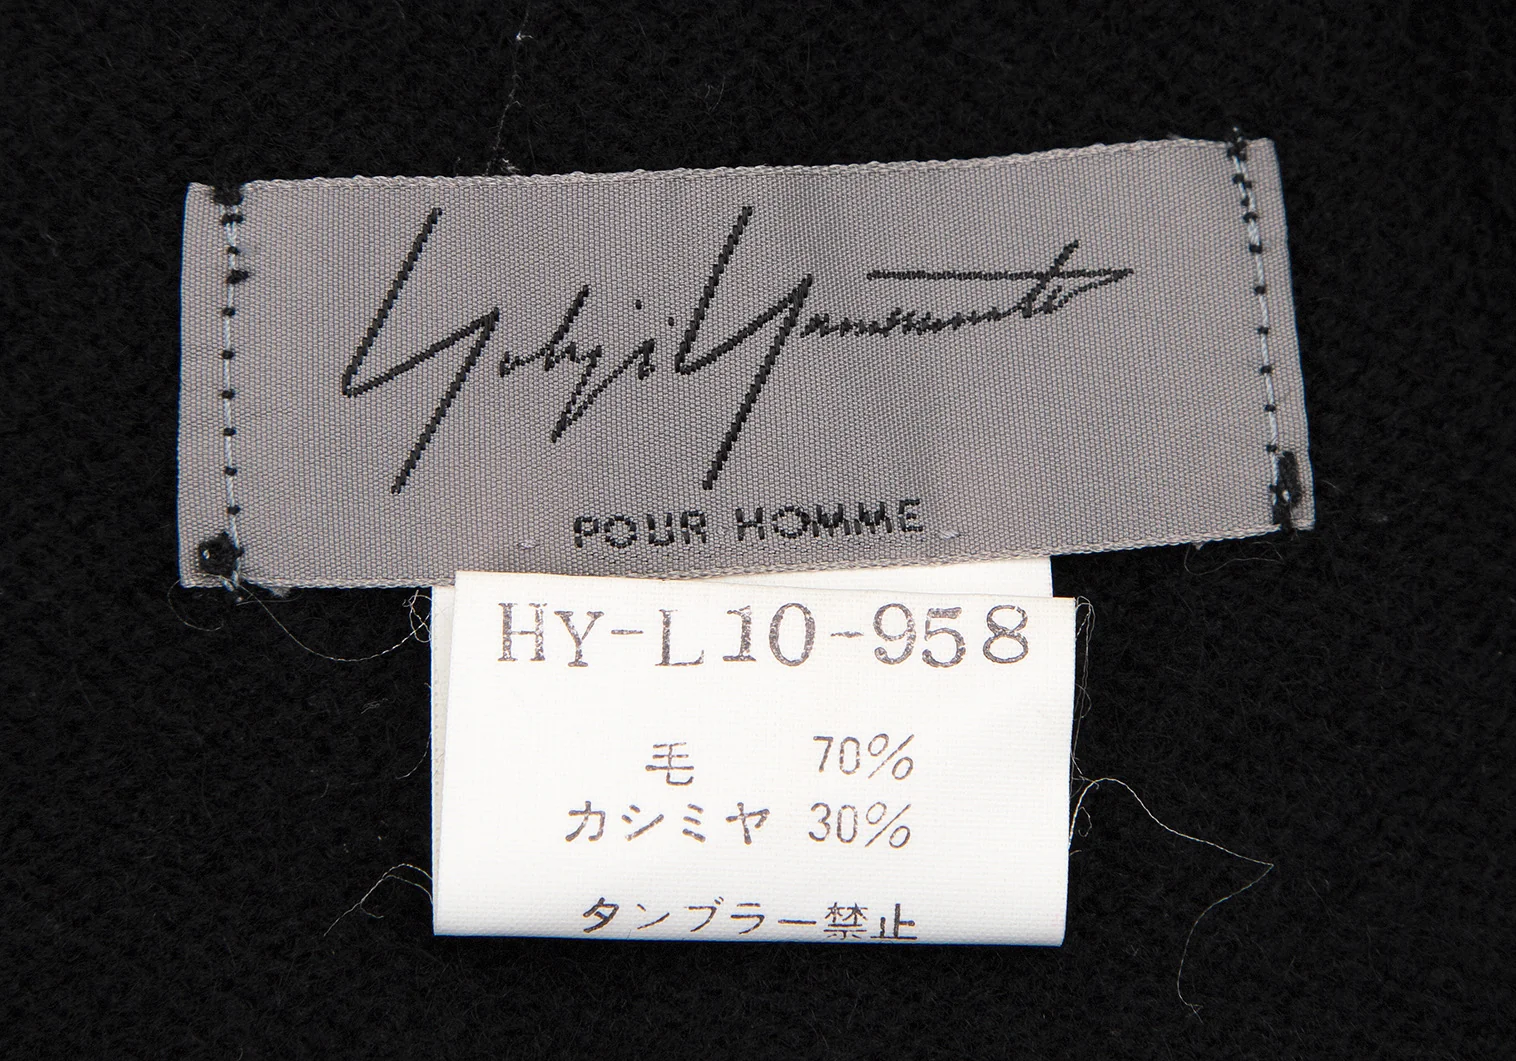 Yohji Yamamoto
POUR HOMME
HY-L10-958
毛 70%
カシミヤ 30%
タンブラー禁止